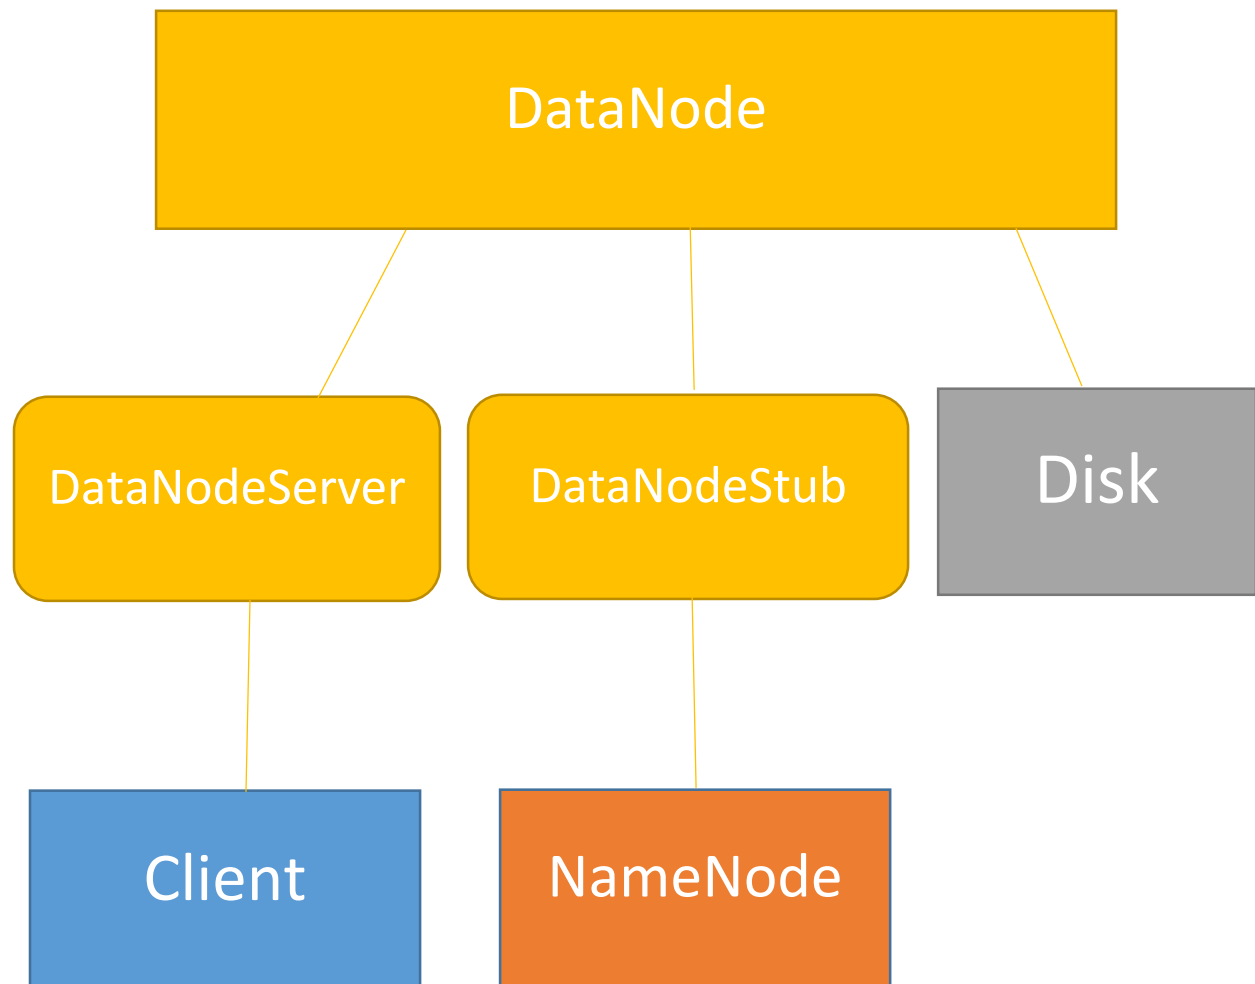 DataNode
DataNodeServer
DataNodeStub
Disk
Client
NameNode